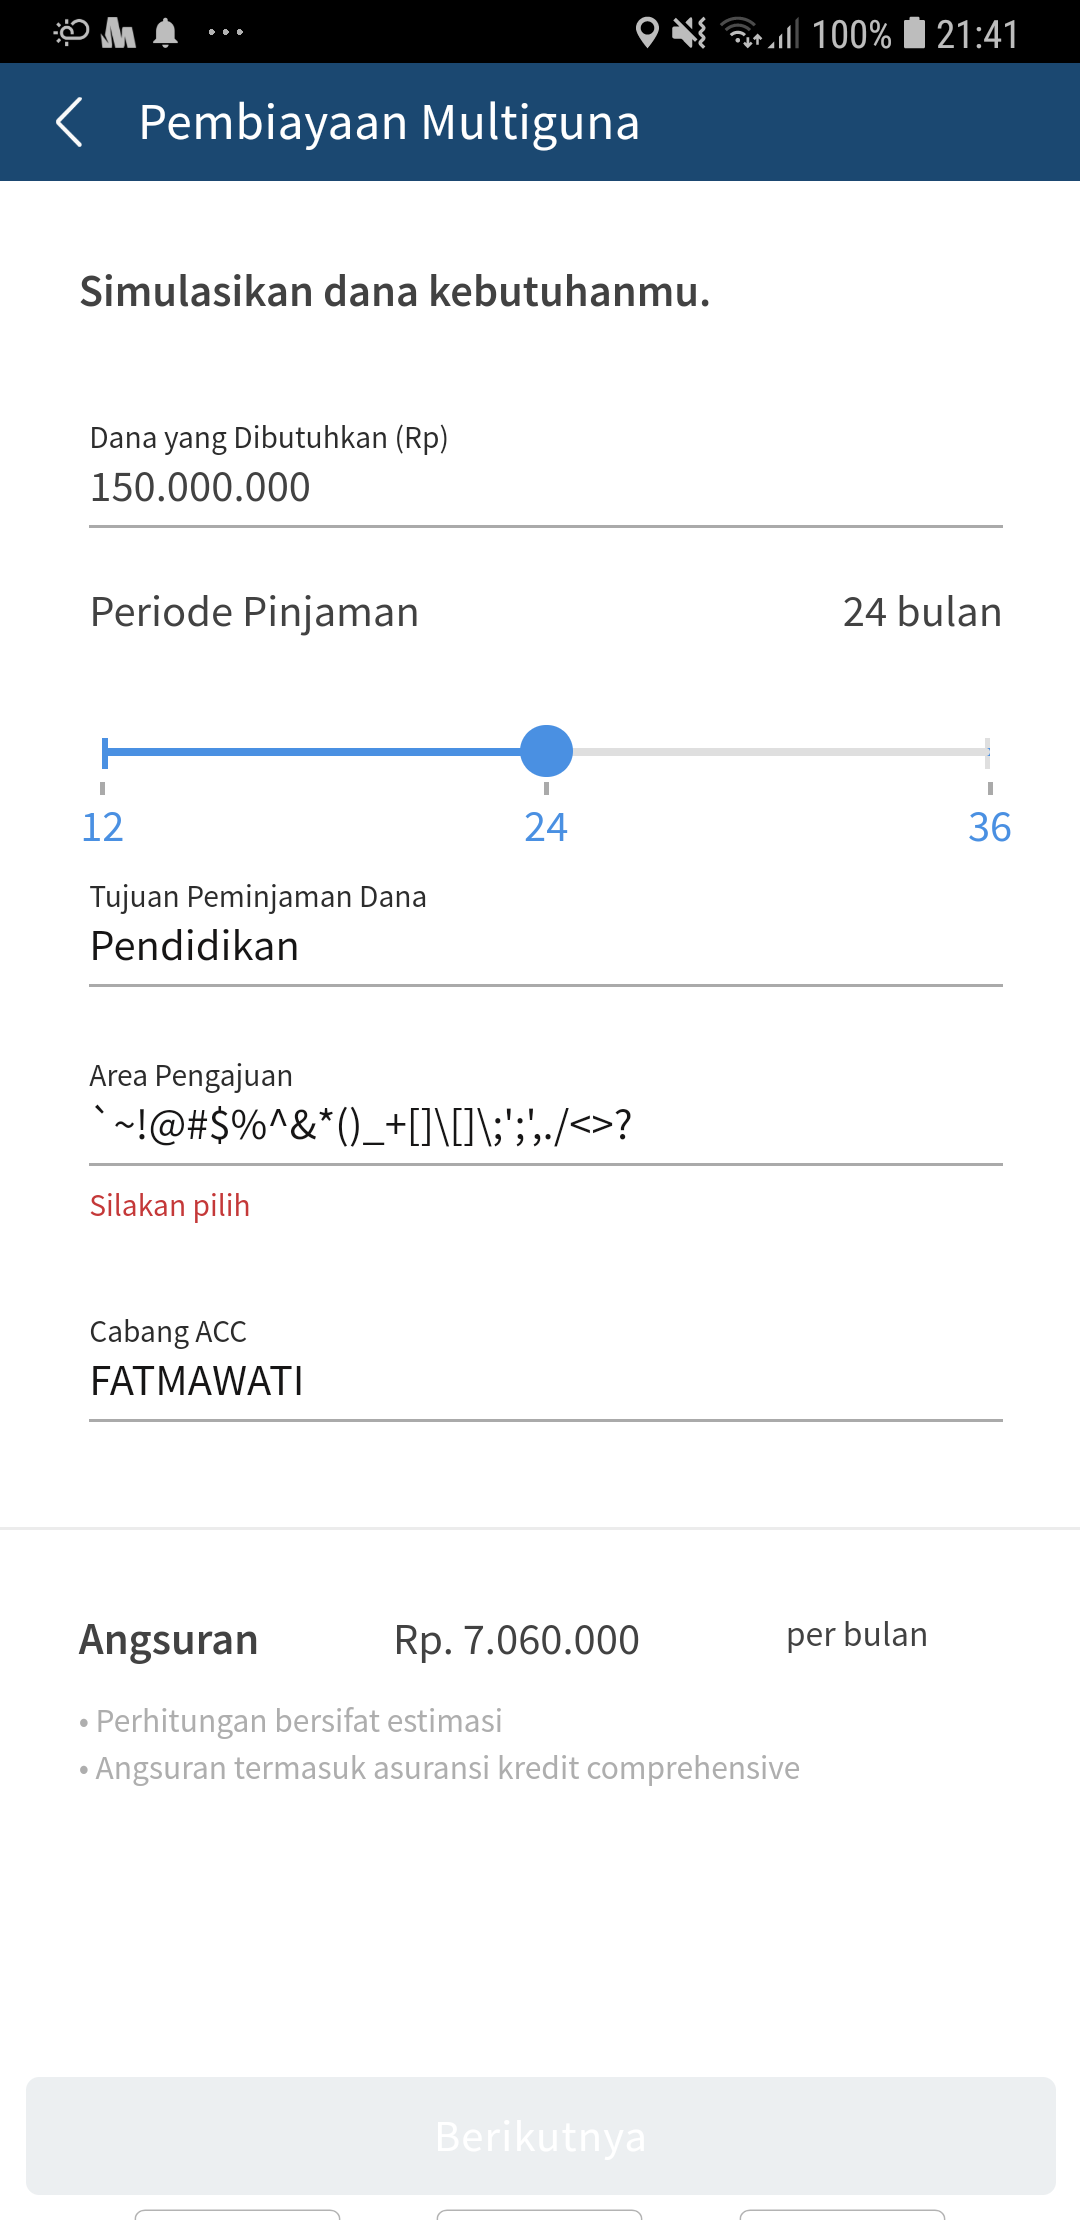 100% 21:41
Pembiayaan Multiguna
Simulasikan dana kebutuhanmu.
Dana yang Dibutuhkan (Rp)
150.000.000
Periode Pinjaman 24 bulan
12 24 36
Tujuan Peminjaman Dana
Pendidikan
Area Pengajuan
`~!@#$%^&*()_+[]\[]\;';',./<>?
Silakan pilih
Cabang ACC
FATMAWATI
Angsuran Rp. 7.060.000 per bulan
• Perhitungan bersifat estimasi
• Angsuran termasuk asuransi kredit comprehensive
Berikutnya